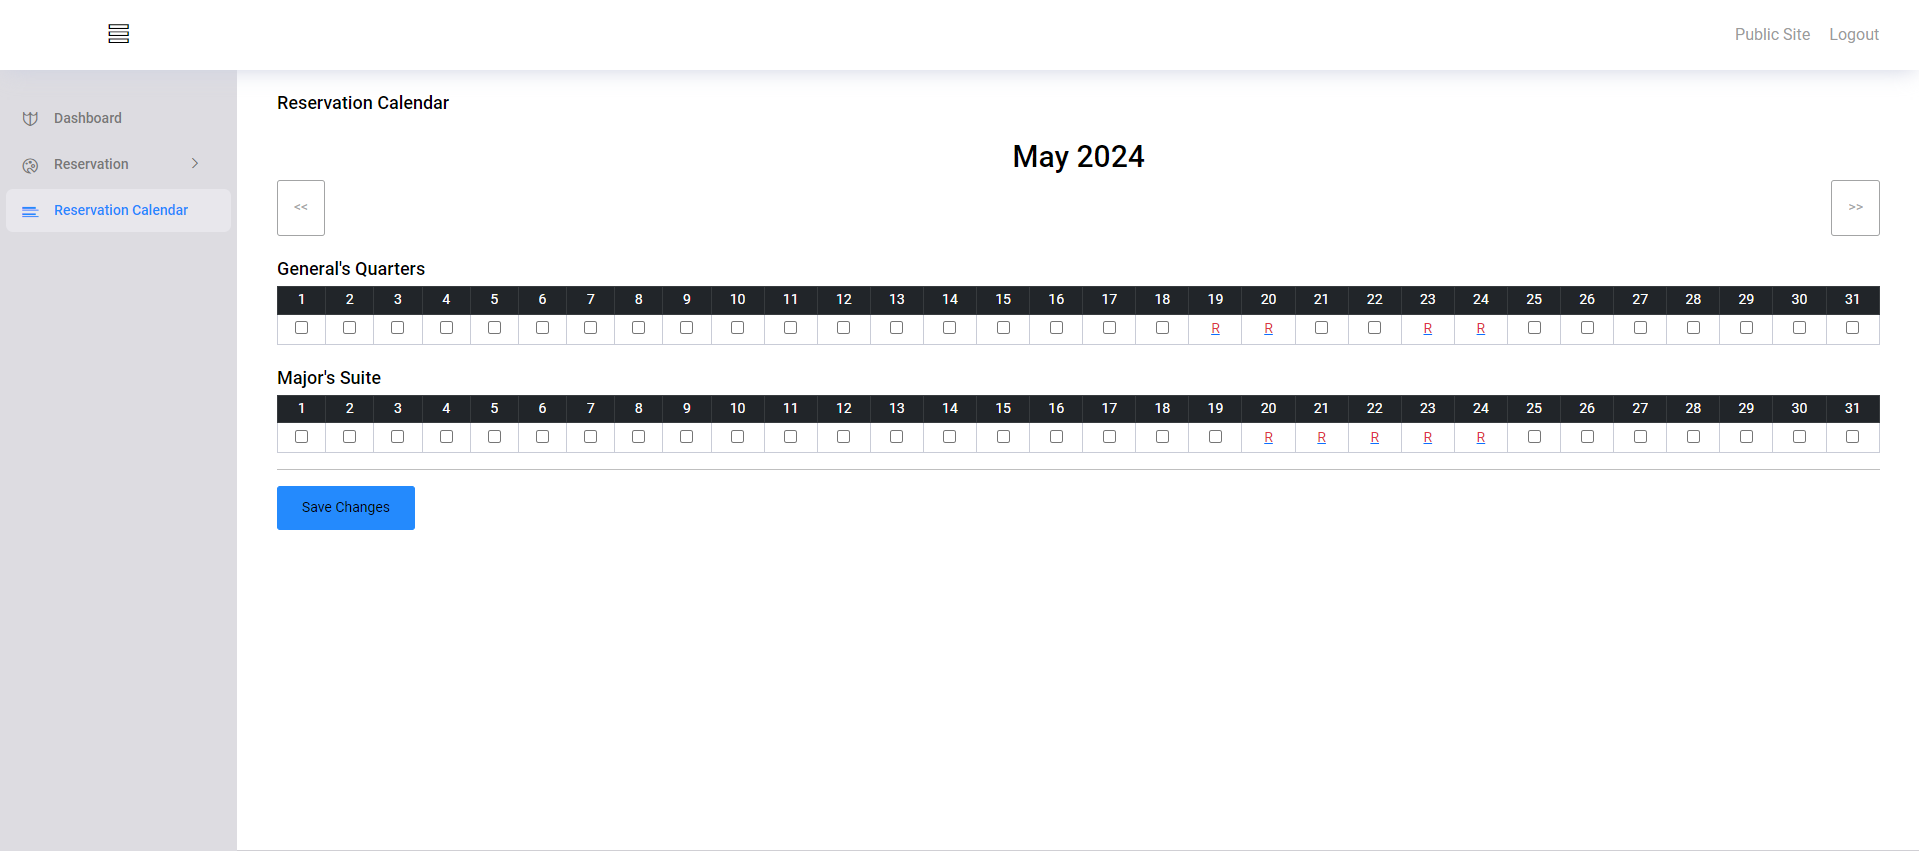 Public Site Logout
Dashboard
Reservation
Reservation Calendar
Reservation Calendar
May 2024
<< >>
General's Quarters
1 2 3 4 5 6 7 8 9 10 11 12 13 14 15 16 17 18 19 20 21 22 23 24 25 26 27 28 29 30 31
R R R R
Major's Suite
1 2 3 4 5 6 7 8 9 10 11 12 13 14 15 16 17 18 19 20 21 22 23 24 25 26 27 28 29 30 31
R R R R R
Save Changes